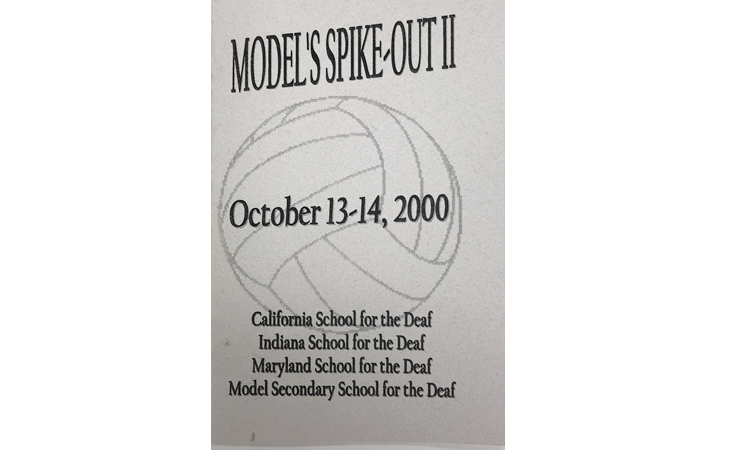 MODEL'S SPIKE-OUT II
October 13-14, 2000
California School for the Deaf
Indiana School for the Deaf
Maryland School for the Deaf
Model Secondary School for the Deaf